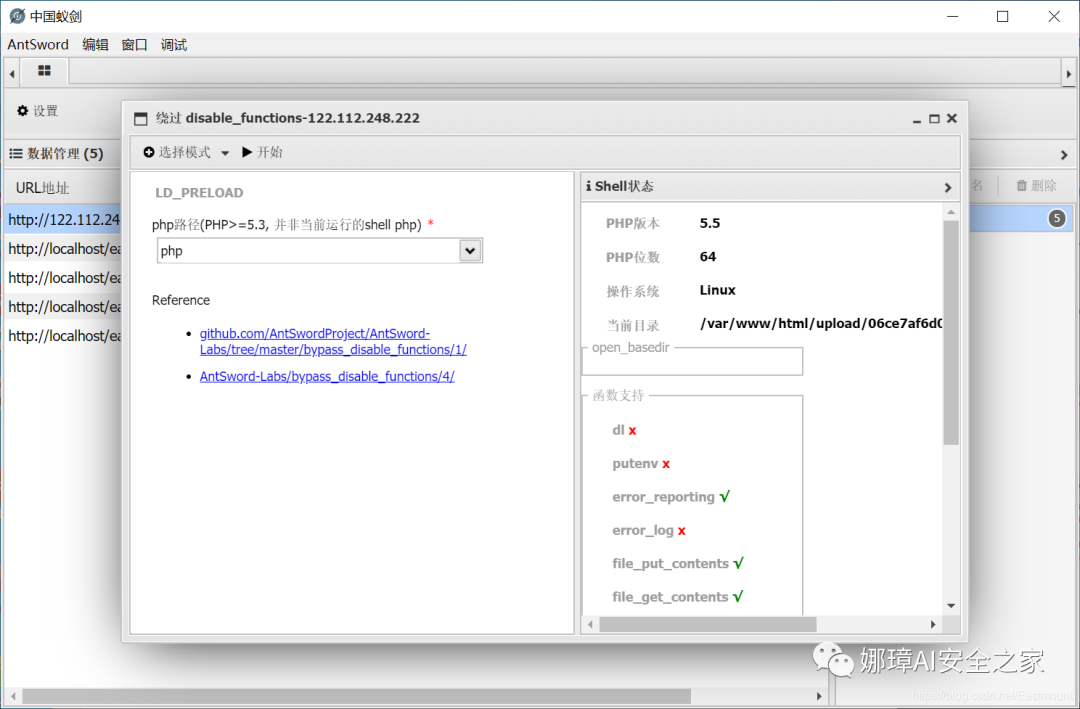 中国蚁剑
AntSword 编辑 窗口 调试
设置
数据管理 (5)
URL地址
名 删除
http://122.112.24
5
http://localhost/ea
http://localhost/ea
http://localhost/ea
http://localhost/ea
绕过 disable_functions-122.112.248.222
选择模式 开始
LD_PRELOAD
php路径(PHP>=5.3, 并非当前运行的shell php) *
php
Reference
github.com/AntSwordProject/AntSword-
Labs/tree/master/bypass_disable_functions/1/
AntSword-Labs/bypass_disable_functions/4/
Shell状态
PHP版本 5.5
PHP位数 64
操作系统 Linux
当前目录 /var/www/html/upload/06ce7af6d0
open_basedir
函数支持
dl x
putenv x
error_reporting √
error_log x
file_put_contents √
file_get_contents √
娜璋AI安全之家
https://blog.csdn.net/Eastmount